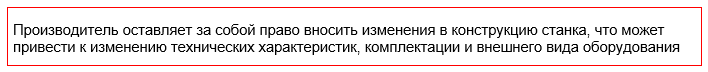 Производитель оставляет за собой право вносить изменения в конструкцию станка, что может
привести к изменению технических характеристик, комплектации и внешнего вида оборудования